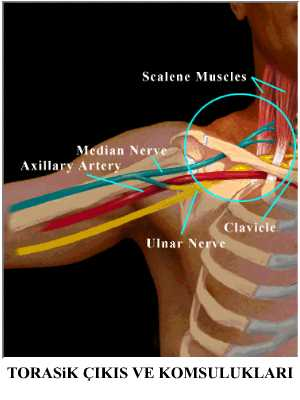 Scalene Muscles
Median Nerve
Axillary Artery
Clavicle
Ulnar Nerve
TORASiK ÇIKIS VE KOMSULUKLARI